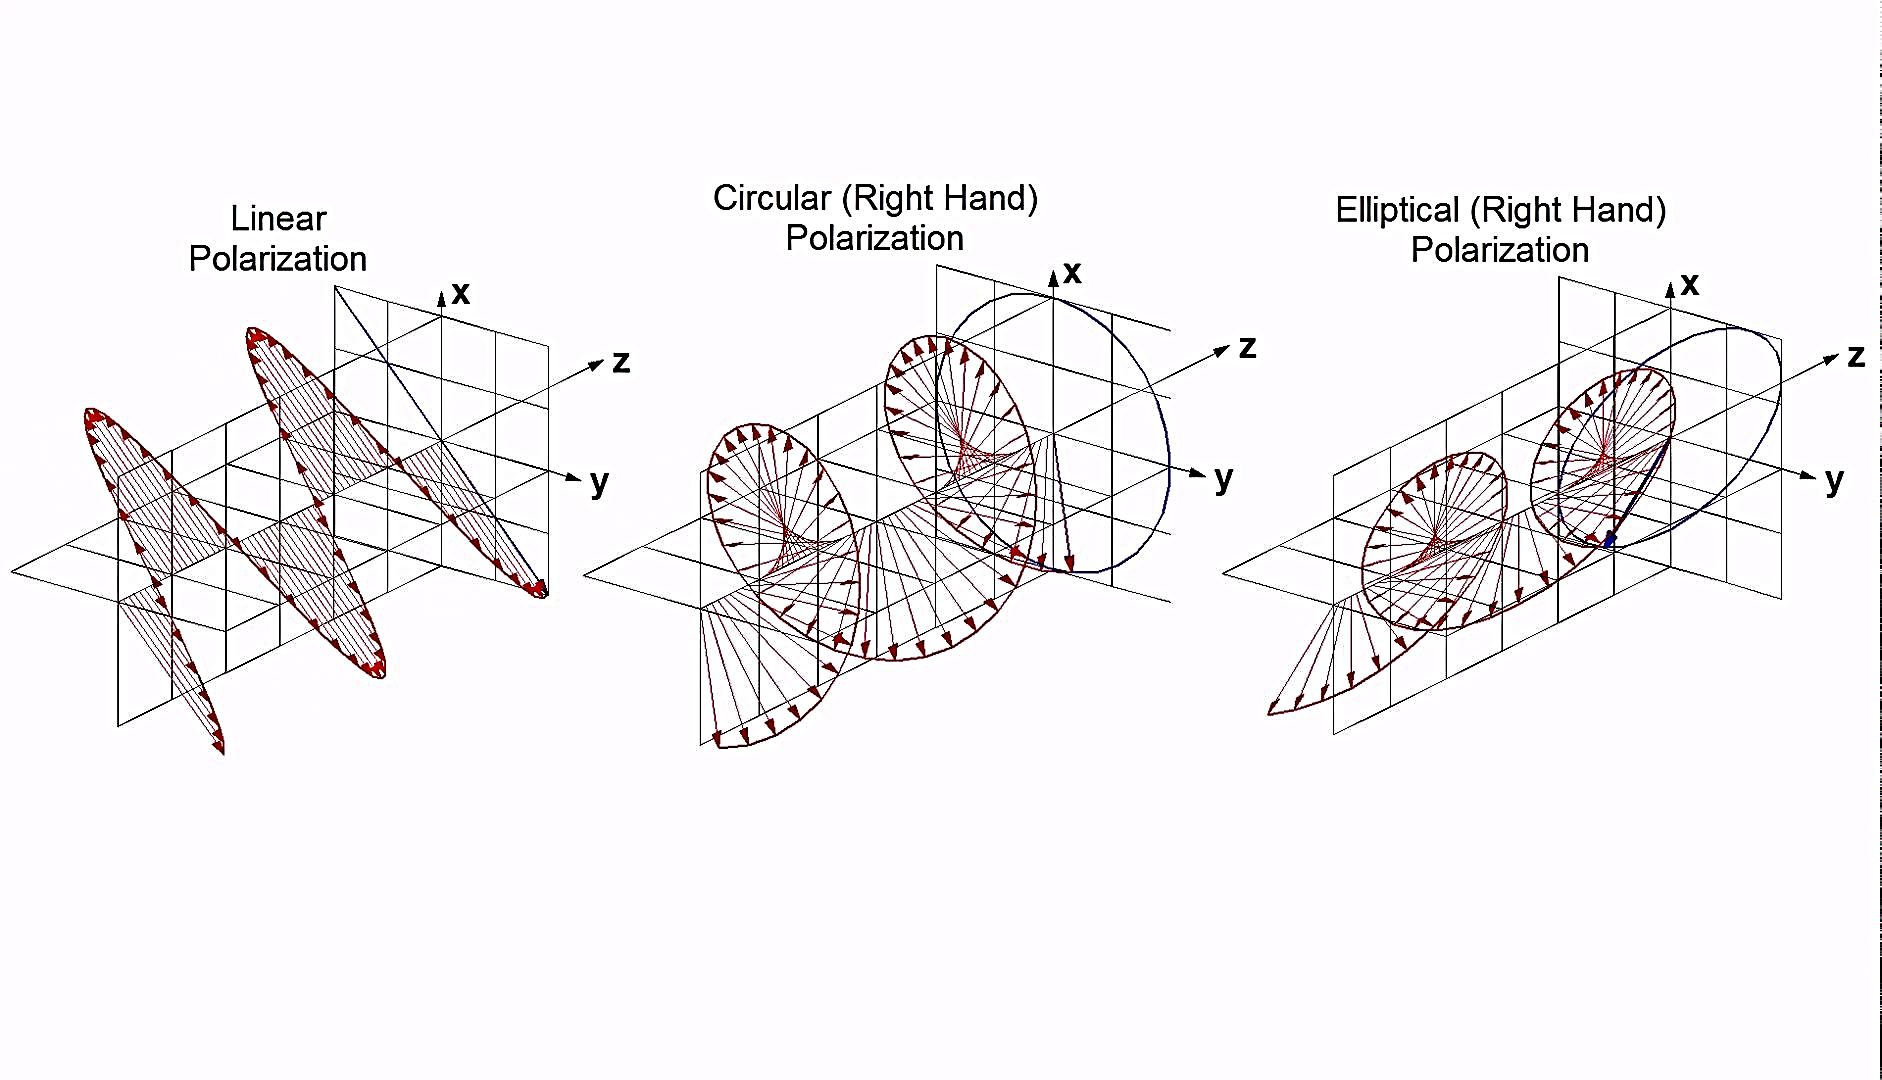 Linear
Polarization
x
z
y
Circular (Right Hand)
Polarization
x
z
y
Elliptical (Right Hand)
Polarization
x
z
y